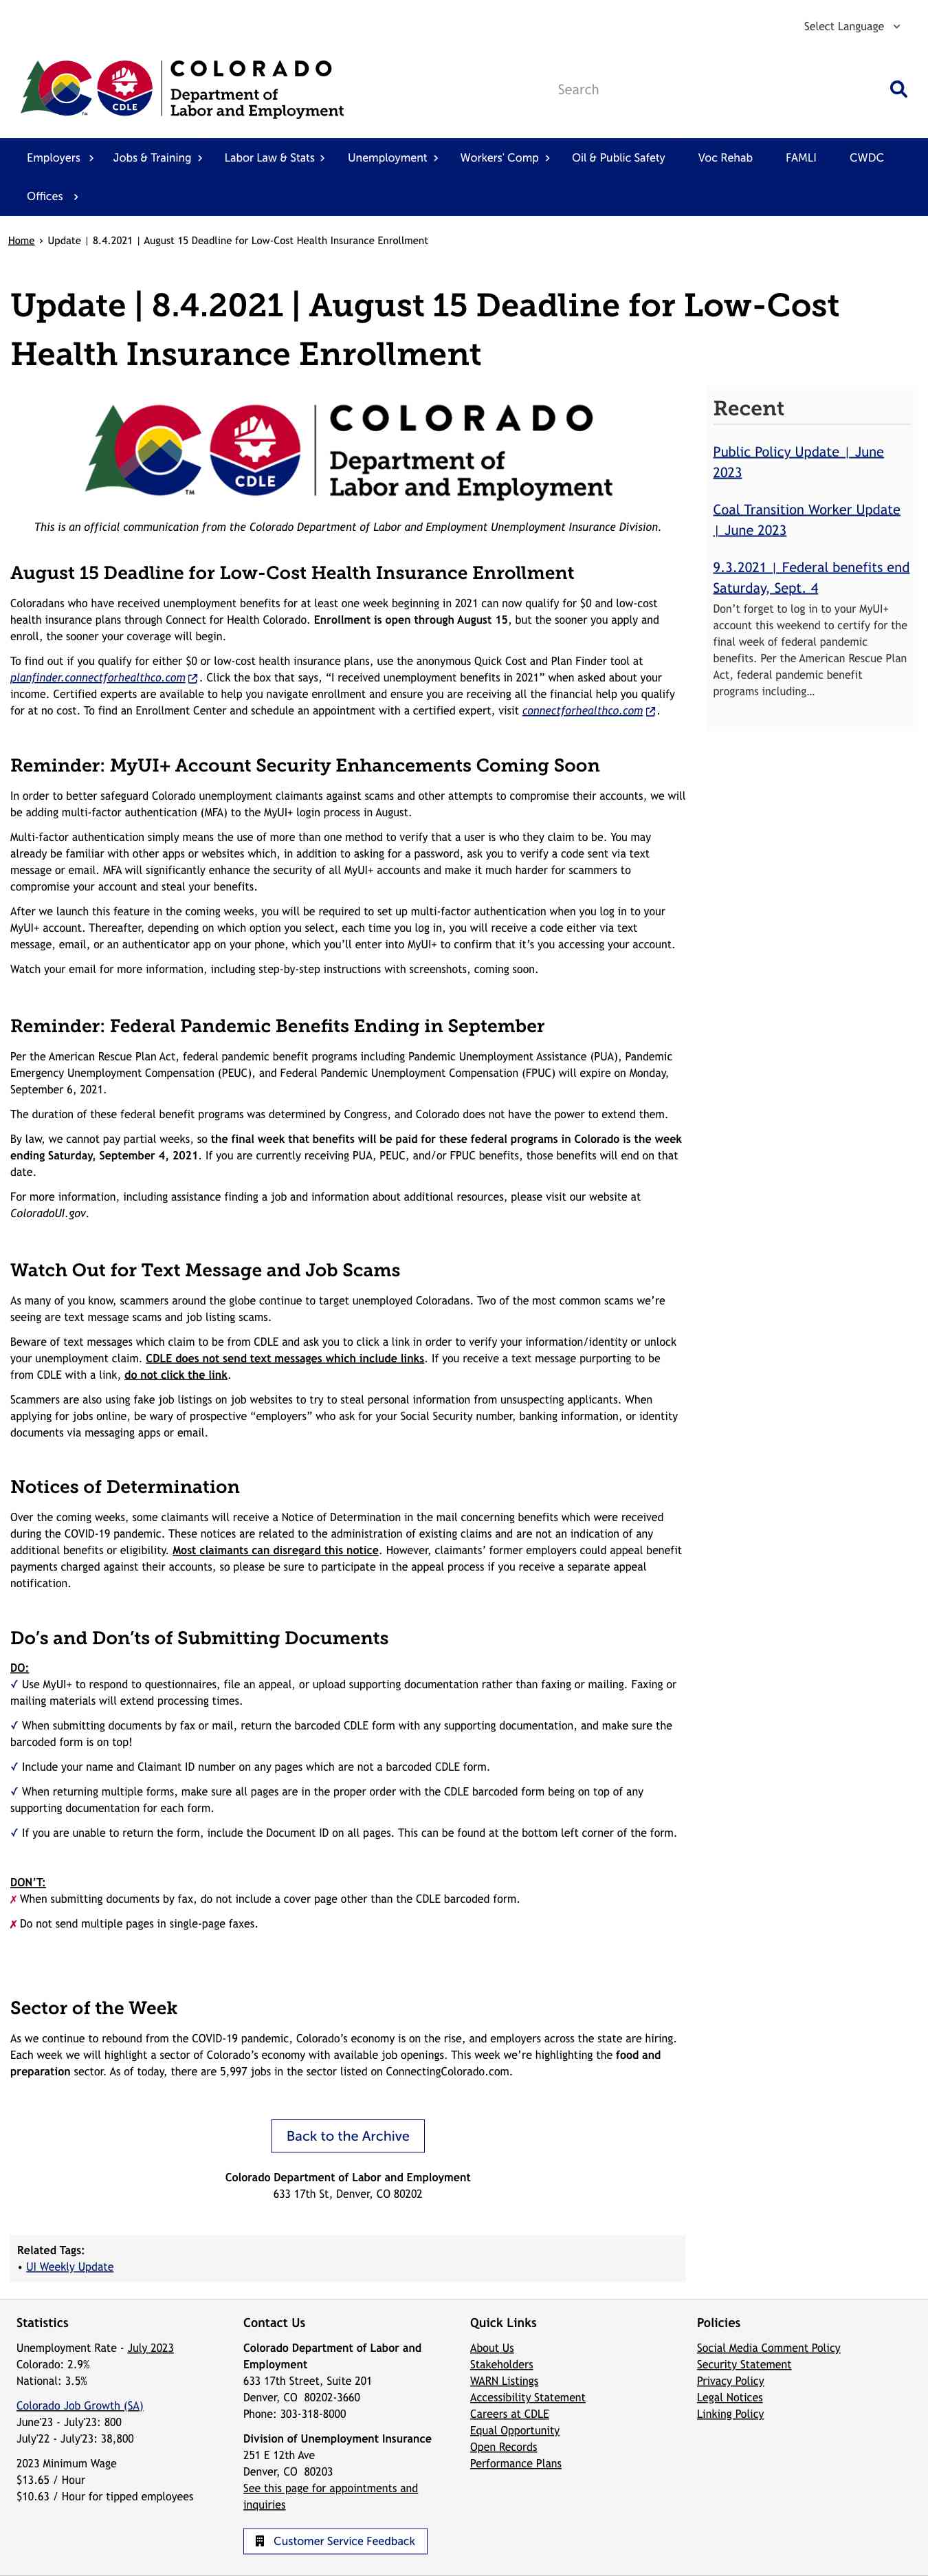 Select Language
CDLE
TM
COLORADO
Department of
Labor and Employment
Search
Employers
Jobs & Training
Labor Law & Stats
Unemployment
Workers' Comp
Oil & Public Safety
Voc Rehab
FAMLI
CWDC
Offices
Home › Update | 8.4.2021 | August 15 Deadline for Low-Cost Health Insurance Enrollment
Update | 8.4.2021 | August 15 Deadline for Low-Cost
Health Insurance Enrollment
CDLE
TM
COLORADO
Department of
Labor and Employment
This is an official communication from the Colorado Department of Labor and Employment Unemployment Insurance Division.
August 15 Deadline for Low-Cost Health Insurance Enrollment
Coloradans who have received unemployment benefits for at least one week beginning in 2021 can now qualify for $0 and low-cost
health insurance plans through Connect for Health Colorado. Enrollment is open through August 15, but the sooner you apply and
enroll, the sooner your coverage will begin.
To find out if you qualify for either $0 or low-cost health insurance plans, use the anonymous Quick Cost and Plan Finder tool at
planfinder.connectforhealthco.com. Click the box that says, “I received unemployment benefits in 2021” when asked about your
income. Certified experts are available to help you navigate enrollment and ensure you are receiving all the financial help you qualify
for at no cost. To find an Enrollment Center and schedule an appointment with a certified expert, visit connectforhealthco.com.
Reminder: MyUI+ Account Security Enhancements Coming Soon
In order to better safeguard Colorado unemployment claimants against scams and other attempts to compromise their accounts, we will
be adding multi-factor authentication (MFA) to the MyUI+ login process in August.
Multi-factor authentication simply means the use of more than one method to verify that a user is who they claim to be. You may
already be familiar with other apps or websites which, in addition to asking for a password, ask you to verify a code sent via text
message or email. MFA will significantly enhance the security of all MyUI+ accounts and make it much harder for scammers to
compromise your account and steal your benefits.
After we launch this feature in the coming weeks, you will be required to set up multi-factor authentication when you log in to your
MyUI+ account. Thereafter, depending on which option you select, each time you log in, you will receive a code either via text
message, email, or an authenticator app on your phone, which you’ll enter into MyUI+ to confirm that it’s you accessing your account.
Watch your email for more information, including step-by-step instructions with screenshots, coming soon.
Reminder: Federal Pandemic Benefits Ending in September
Per the American Rescue Plan Act, federal pandemic benefit programs including Pandemic Unemployment Assistance (PUA), Pandemic
Emergency Unemployment Compensation (PEUC), and Federal Pandemic Unemployment Compensation (FPUC) will expire on Monday,
September 6, 2021.
The duration of these federal benefit programs was determined by Congress, and Colorado does not have the power to extend them.
By law, we cannot pay partial weeks, so the final week that benefits will be paid for these federal programs in Colorado is the week
ending Saturday, September 4, 2021. If you are currently receiving PUA, PEUC, and/or FPUC benefits, those benefits will end on that
date.
For more information, including assistance finding a job and information about additional resources, please visit our website at
ColoradoUI.gov.
Watch Out for Text Message and Job Scams
As many of you know, scammers around the globe continue to target unemployed Coloradans. Two of the most common scams we’re
seeing are text message scams and job listing scams.
Beware of text messages which claim to be from CDLE and ask you to click a link in order to verify your information/identity or unlock
your unemployment claim. CDLE does not send text messages which include links. If you receive a text message purporting to be
from CDLE with a link, do not click the link.
Scammers are also using fake job listings on job websites to try to steal personal information from unsuspecting applicants. When
applying for jobs online, be wary of prospective “employers” who ask for your Social Security number, banking information, or identity
documents via messaging apps or email.
Notices of Determination
Over the coming weeks, some claimants will receive a Notice of Determination in the mail concerning benefits which were received
during the COVID-19 pandemic. These notices are related to the administration of existing claims and are not an indication of any
additional benefits or eligibility. Most claimants can disregard this notice. However, claimants’ former employers could appeal benefit
payments charged against their accounts, so please be sure to participate in the appeal process if you receive a separate appeal
notification.
Do’s and Don’ts of Submitting Documents
DO:
✓ Use MyUI+ to respond to questionnaires, file an appeal, or upload supporting documentation rather than faxing or mailing. Faxing or
mailing materials will extend processing times.
✓ When submitting documents by fax or mail, return the barcoded CDLE form with any supporting documentation, and make sure the
barcoded form is on top!
✓ Include your name and Claimant ID number on any pages which are not a barcoded CDLE form.
✓ When returning multiple forms, make sure all pages are in the proper order with the CDLE barcoded form being on top of any
supporting documentation for each form.
✓ If you are unable to return the form, include the Document ID on all pages. This can be found at the bottom left corner of the form.
DON’T:
✗ When submitting documents by fax, do not include a cover page other than the CDLE barcoded form.
✗ Do not send multiple pages in single-page faxes.
Sector of the Week
As we continue to rebound from the COVID-19 pandemic, Colorado’s economy is on the rise, and employers across the state are hiring.
Each week we will highlight a sector of Colorado’s economy with available job openings. This week we’re highlighting the food and
preparation sector. As of today, there are 5,997 jobs in the sector listed on ConnectingColorado.com.
Back to the Archive
Colorado Department of Labor and Employment
633 17th St, Denver, CO 80202
Related Tags:
• UI Weekly Update
Recent
Public Policy Update | June
2023
Coal Transition Worker Update
| June 2023
9.3.2021 | Federal benefits end
Saturday, Sept. 4
Don’t forget to log in to your MyUI+
account this weekend to certify for the
final week of federal pandemic
benefits. Per the American Rescue Plan
Act, federal pandemic benefit
programs including…
Statistics
Unemployment Rate - July 2023
Colorado: 2.9%
National: 3.5%
Colorado Job Growth (SA)
June'23 - July'23: 800
July'22 - July'23: 38,800
2023 Minimum Wage
$13.65 / Hour
$10.63 / Hour for tipped employees
Contact Us
Colorado Department of Labor and
Employment
633 17th Street, Suite 201
Denver, CO 80202-3660
Phone: 303-318-8000
Division of Unemployment Insurance
251 E 12th Ave
Denver, CO 80203
See this page for appointments and
inquiries
Customer Service Feedback
Quick Links
About Us
Stakeholders
WARN Listings
Accessibility Statement
Careers at CDLE
Equal Opportunity
Open Records
Performance Plans
Policies
Social Media Comment Policy
Security Statement
Privacy Policy
Legal Notices
Linking Policy